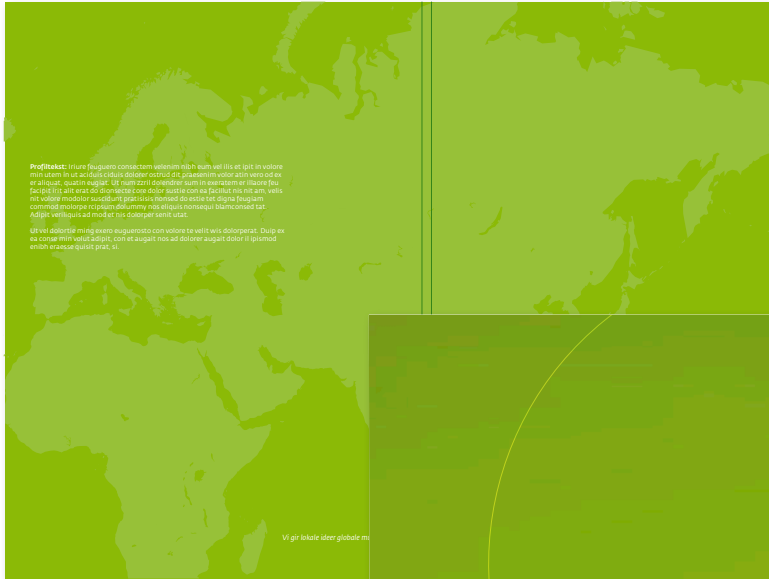 Profiltekst: Iriure feuguero consectem velenim nibh eum vel ilis et ipit in volore
min utem in ut aciduis ciduis dolorer ostrud dit praesenim volor atin vero od ex
er aliquat, quatin eugiat. Ut num zzril dolendrer sum in exeratem er illaore feu
facipit irit alit erat do dionsecte core dolor sustie con ea facillut nis nit am, velis
nit volore modolor suscidunt pratisisis nonsed do estie tet digna feugiam
commod molorpe rcipsum dolummy nos eliquis nonsequi blamconsed tat.
Adipit veriliquis ad mod et nis dolorper senit utat.
Ut vel dolortie ming exero euguerosto con volore te velit wis dolorperat. Duip ex
ea conse min volut adipit, con et augait nos ad dolorer augait dolor il ipismod
enibh eraesse quisit prat, si.
Vi gir lokale ideer globale